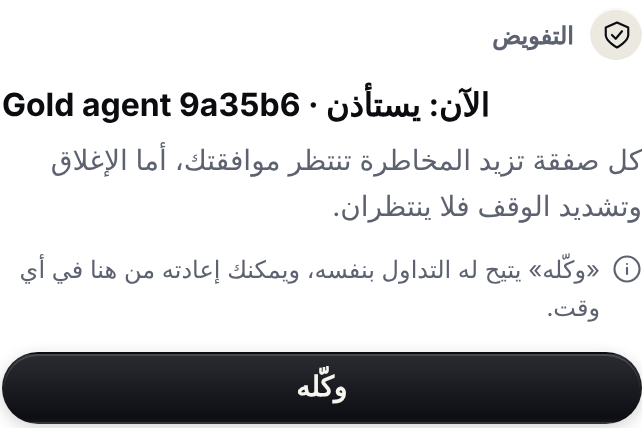 التفويض
Gold agent 9a35b6 · الآن: يستأذن
كل صفقة تزيد المخاطرة تنتظر موافقتك، أما الإغلاق
وتشديد الوقف فلا ينتظران.
«وكّله» يتيح له التداول بنفسه، ويمكنك إعادته من هنا في أي
وقت.
وكّله